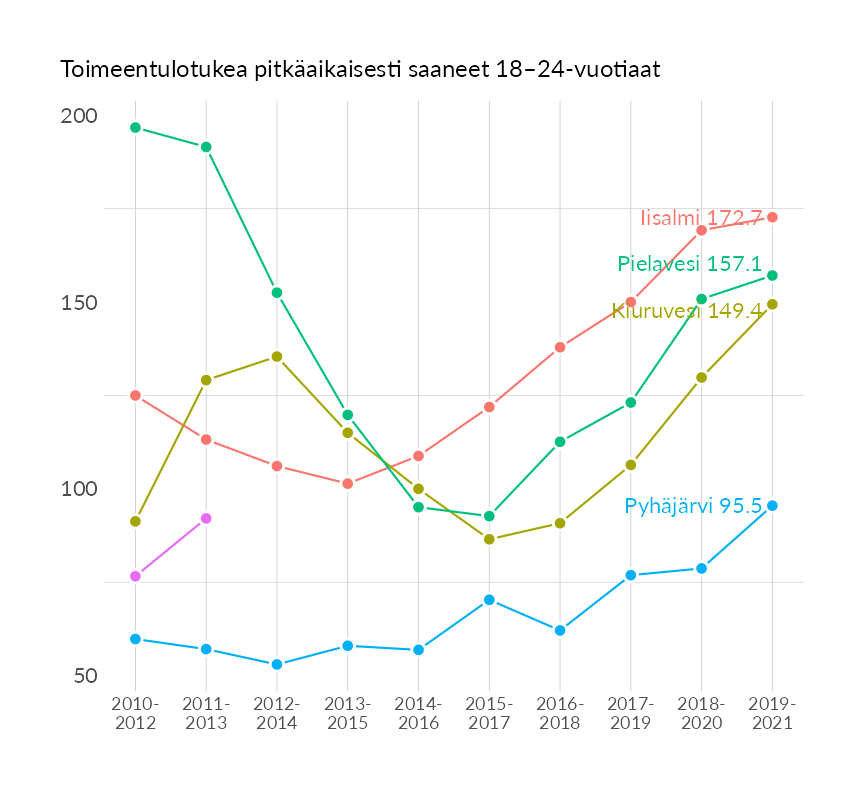 Toimeentulotukea pitkäaikaisesti saaneet 18–24-vuotiaat
200
Iisalmi 172.7
Pielavesi 157.1
150
Kiuruvesi 149.4
100
Pyhäjärvi 95.5
50
2010- 2011- 2012- 2013- 2014- 2015- 2016- 2017- 2018- 2019-
2012 2013 2014 2015 2016 2017 2018 2019 2020 2021